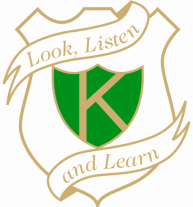 Look, Listen
K
and Learn